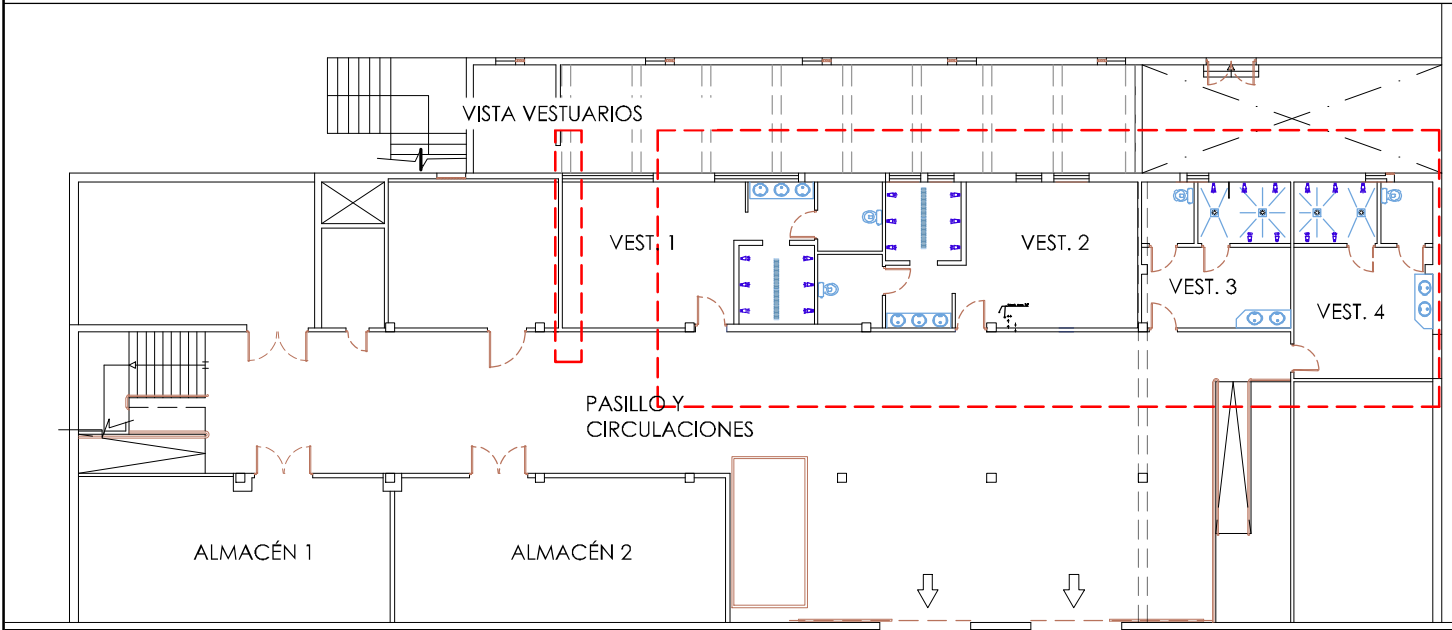 VISTA VESTUARIOS
VEST. 1
VEST. 2
VEST. 3
VEST. 4
PASILLO Y
CIRCULACIONES
ALMACÉN 1
ALMACÉN 2